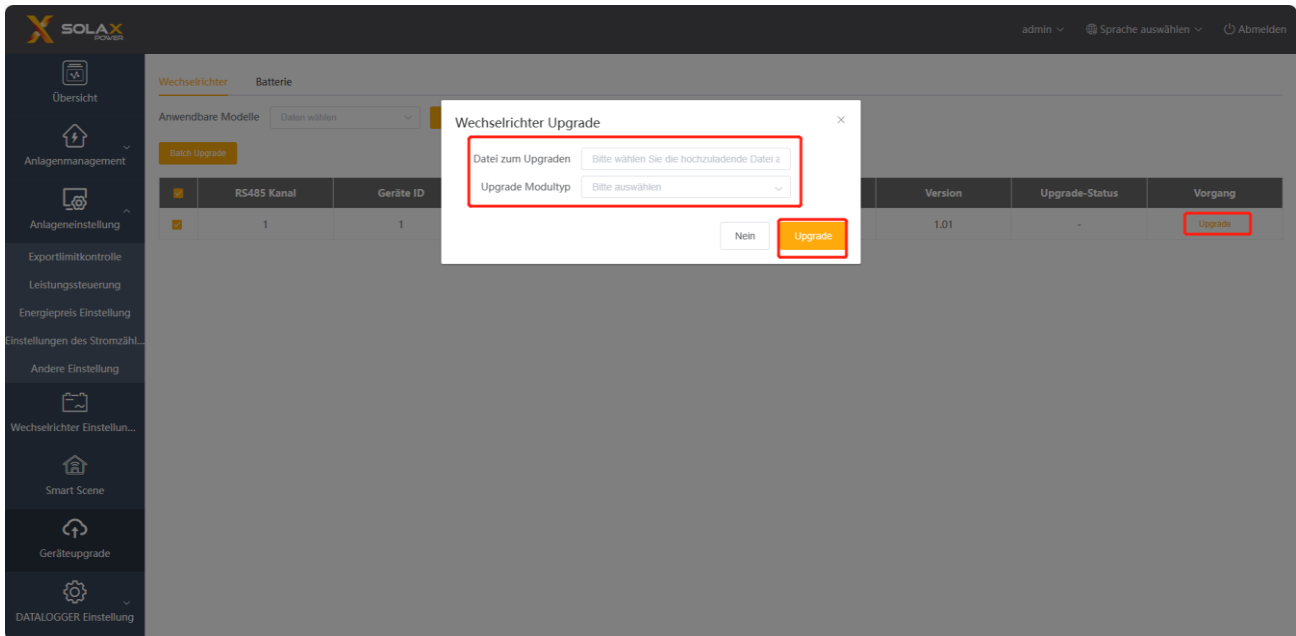 SOLAX POWER
admin
Sprache auswählen
Abmelden
Übersicht
Anlagenmanagement
Anlageneinstellung
Exportlimitkontrolle
Leistungssteuerung
Energiepreis Einstellung
Einstellungen des Stromzähl...
Andere Einstellung
Wechselrichter Einstellun...
Smart Scene
Geräteupgrade
DATALOGGER Einstellung
Wechselrichter Batterie
Anwendbare Modelle Daten wählen
Batch Upgrade
RS485 Kanal Geräte ID Version Upgrade-Status Vorgang
1 1 1.01 - Upgrade
Wechselrichter Upgrade
Datei zum Upgraden Bitte wählen Sie die hochzuladende Datei a
Upgrade Modultyp Bitte auswählen
Nein Upgrade